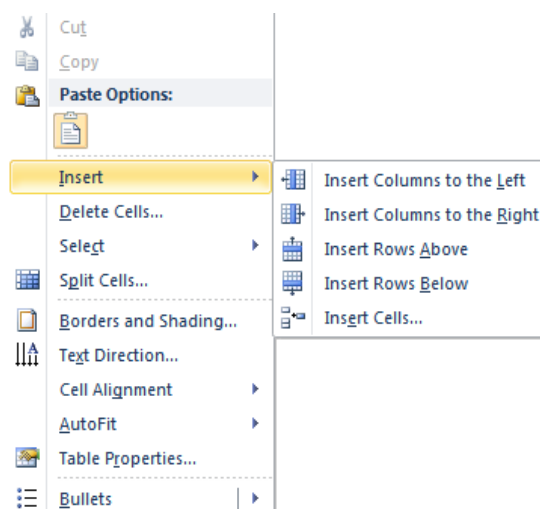 Cut
Copy
Paste Options:
Insert
Delete Cells...
Select
Split Cells...
Borders and Shading...
Text Direction...
Cell Alignment
AutoFit
Table Properties...
Bullets
Insert Columns to the Left
Insert Columns to the Right
Insert Rows Above
Insert Rows Below
Insert Cells...